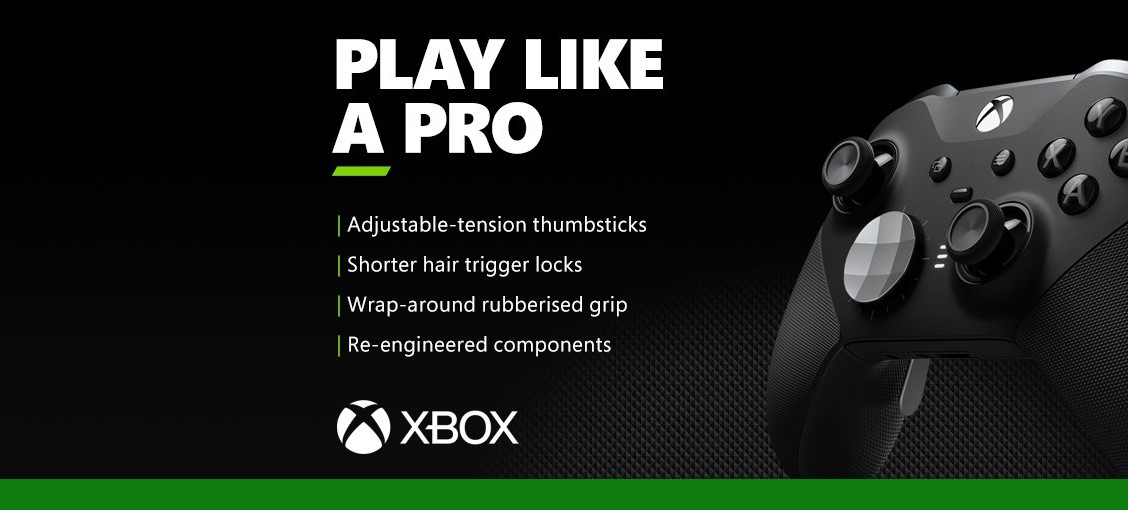 PLAY LIKE
A PRO
Adjustable-tension thumbsticks
Shorter hair trigger locks
Wrap-around rubberised grip
Re-engineered components
XBOX
Y
X
A